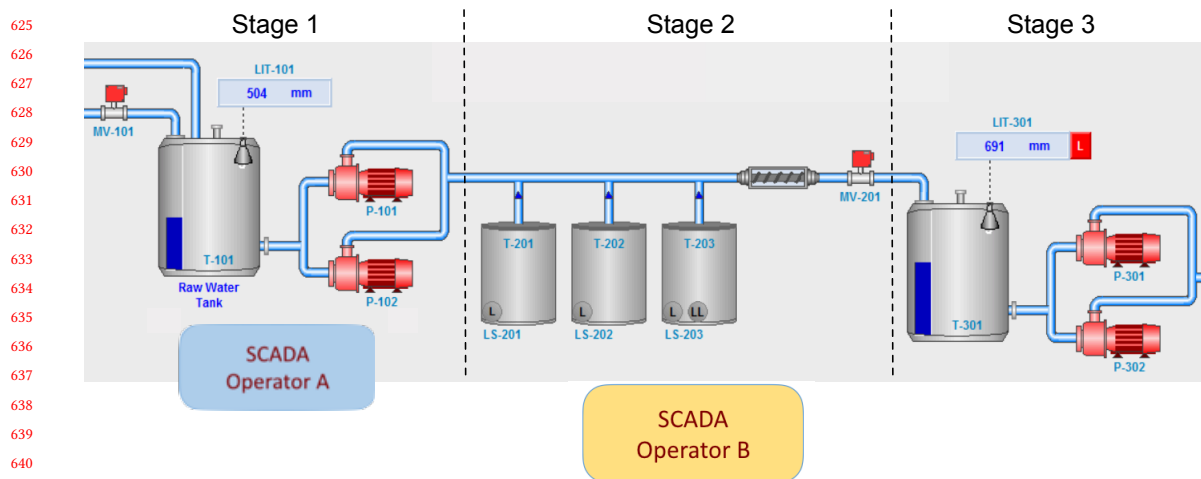 625
626
627
628
629
630
631
632
633
634
635
636
637
638
639
640
Stage 1
Stage 2
Stage 3
LIT-101
504 mm
MV-101
P-101
P-102
T-101
Raw Water
Tank
SCADA
Operator A
T-201
T-202
T-203
L
L
L
LL
LS-201
LS-202
LS-203
MV-201
SCADA
Operator B
LIT-301
691 mm L
T-301
P-301
P-302